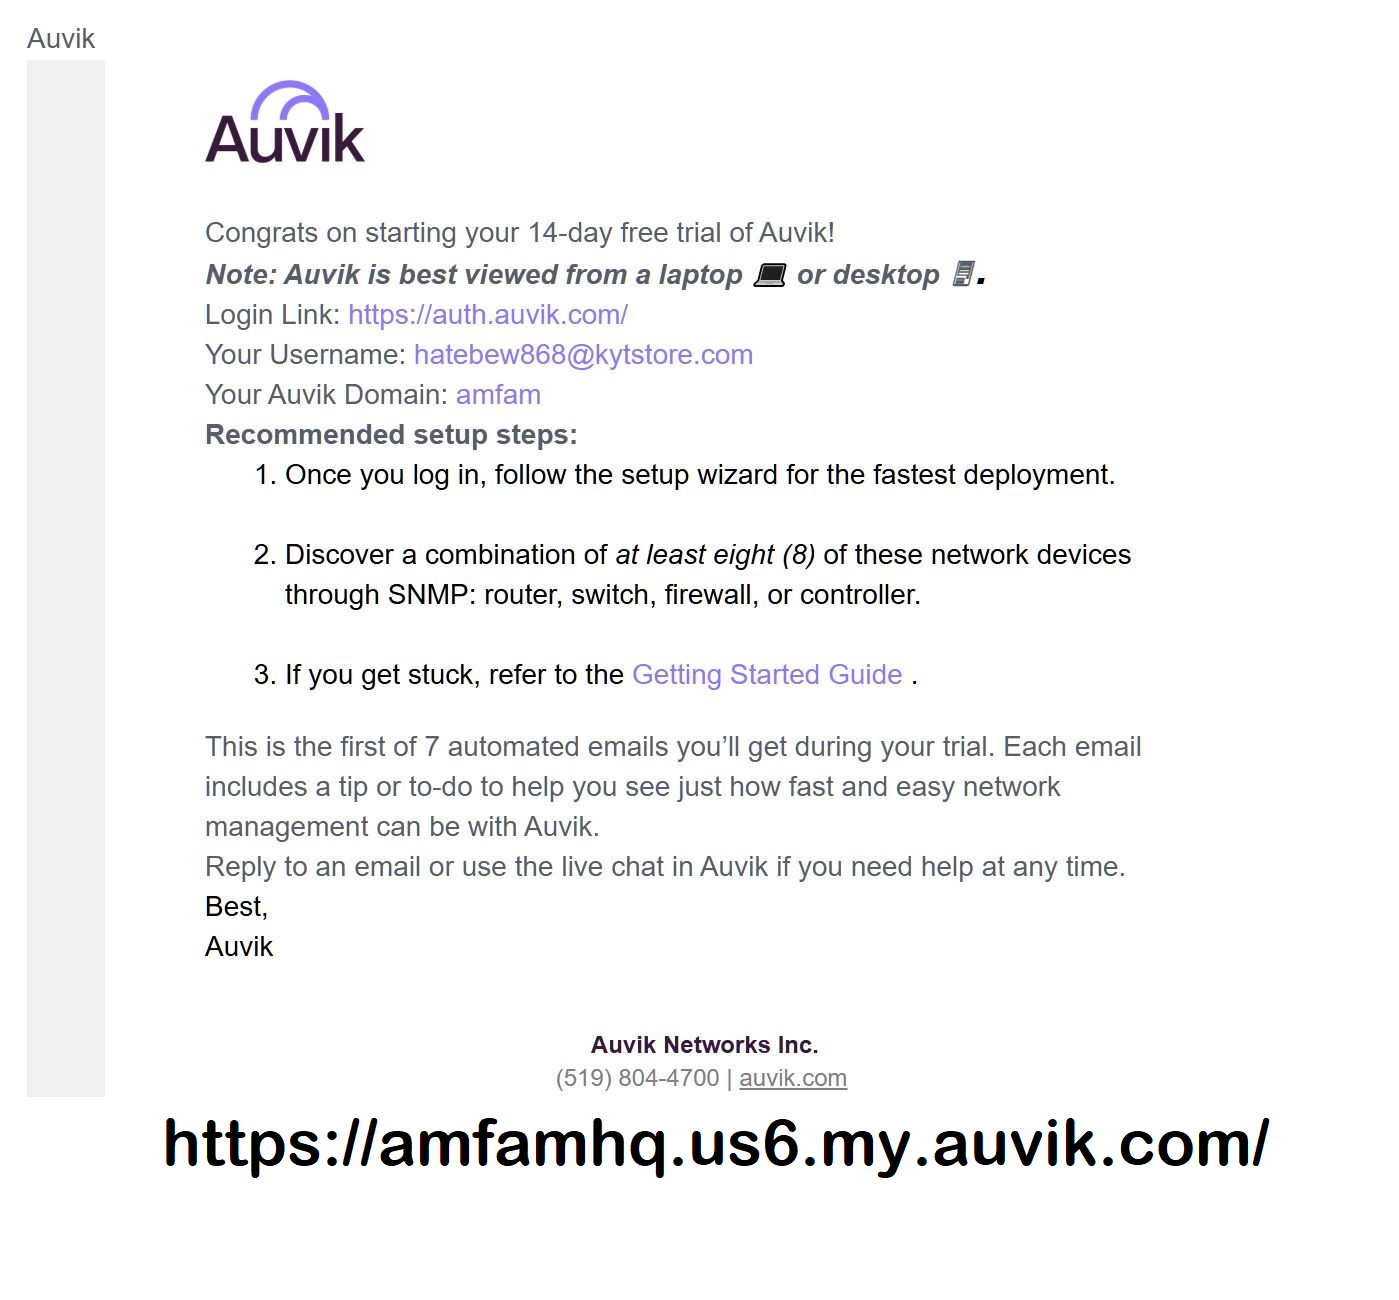 Auvik
Auvik
Congrats on starting your 14-day free trial of Auvik!
Note: Auvik is best viewed from a laptop 💻 or desktop 🖥.
Login Link: https://auth.auvik.com/
Your Username: hatebew868@kytstore.com
Your Auvik Domain: amfam
Recommended setup steps:
1. Once you log in, follow the setup wizard for the fastest deployment.
2. Discover a combination of at least eight (8) of these network devices
through SNMP: router, switch, firewall, or controller.
3. If you get stuck, refer to the Getting Started Guide .
This is the first of 7 automated emails you’ll get during your trial. Each email
includes a tip or to-do to help you see just how fast and easy network
management can be with Auvik.
Reply to an email or use the live chat in Auvik if you need help at any time.
Best,
Auvik
Auvik Networks Inc.
(519) 804-4700 | auvik.com
https://amfamhq.us6.my.auvik.com/